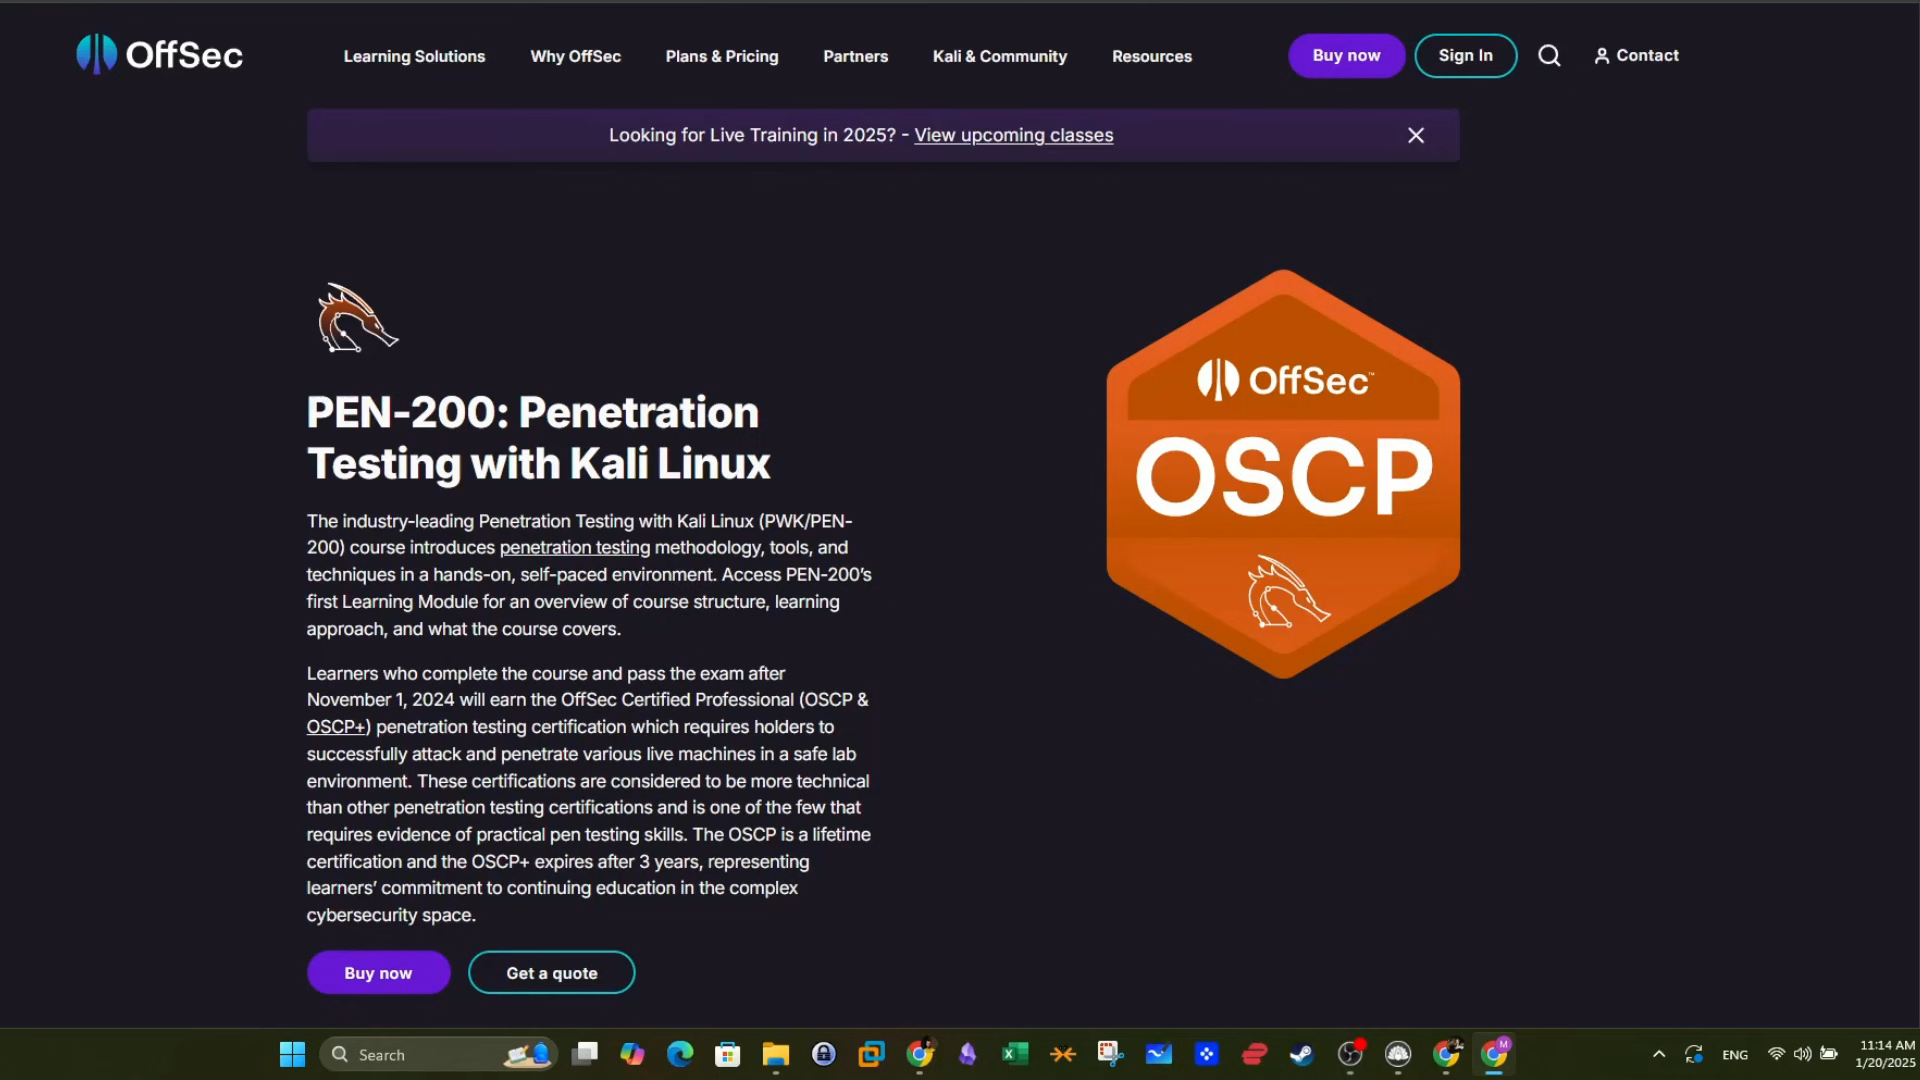 OffSec
Learning Solutions
Why OffSec
Plans & Pricing
Partners
Kali & Community
Resources
Buy now
Sign In
Contact
Looking for Live Training in 2025? - View upcoming classes
PEN-200: Penetration
Testing with Kali Linux
The industry-leading Penetration Testing with Kali Linux (PWK/PEN-
200) course introduces penetration testing methodology, tools, and
techniques in a hands-on, self-paced environment. Access PEN-200’s
first Learning Module for an overview of course structure, learning
approach, and what the course covers.
Learners who complete the course and pass the exam after
November 1, 2024 will earn the OffSec Certified Professional (OSCP &
OSCP+) penetration testing certification which requires holders to
successfully attack and penetrate various live machines in a safe lab
environment. These certifications are considered to be more technical
than other penetration testing certifications and is one of the few that
requires evidence of practical pen testing skills. The OSCP is a lifetime
certification and the OSCP+ expires after 3 years, representing
learners’ commitment to continuing education in the complex
cybersecurity space.
Buy now
Get a quote
OffSec™
OSCP
Search
M
ENG
11:14 AM
1/20/2025